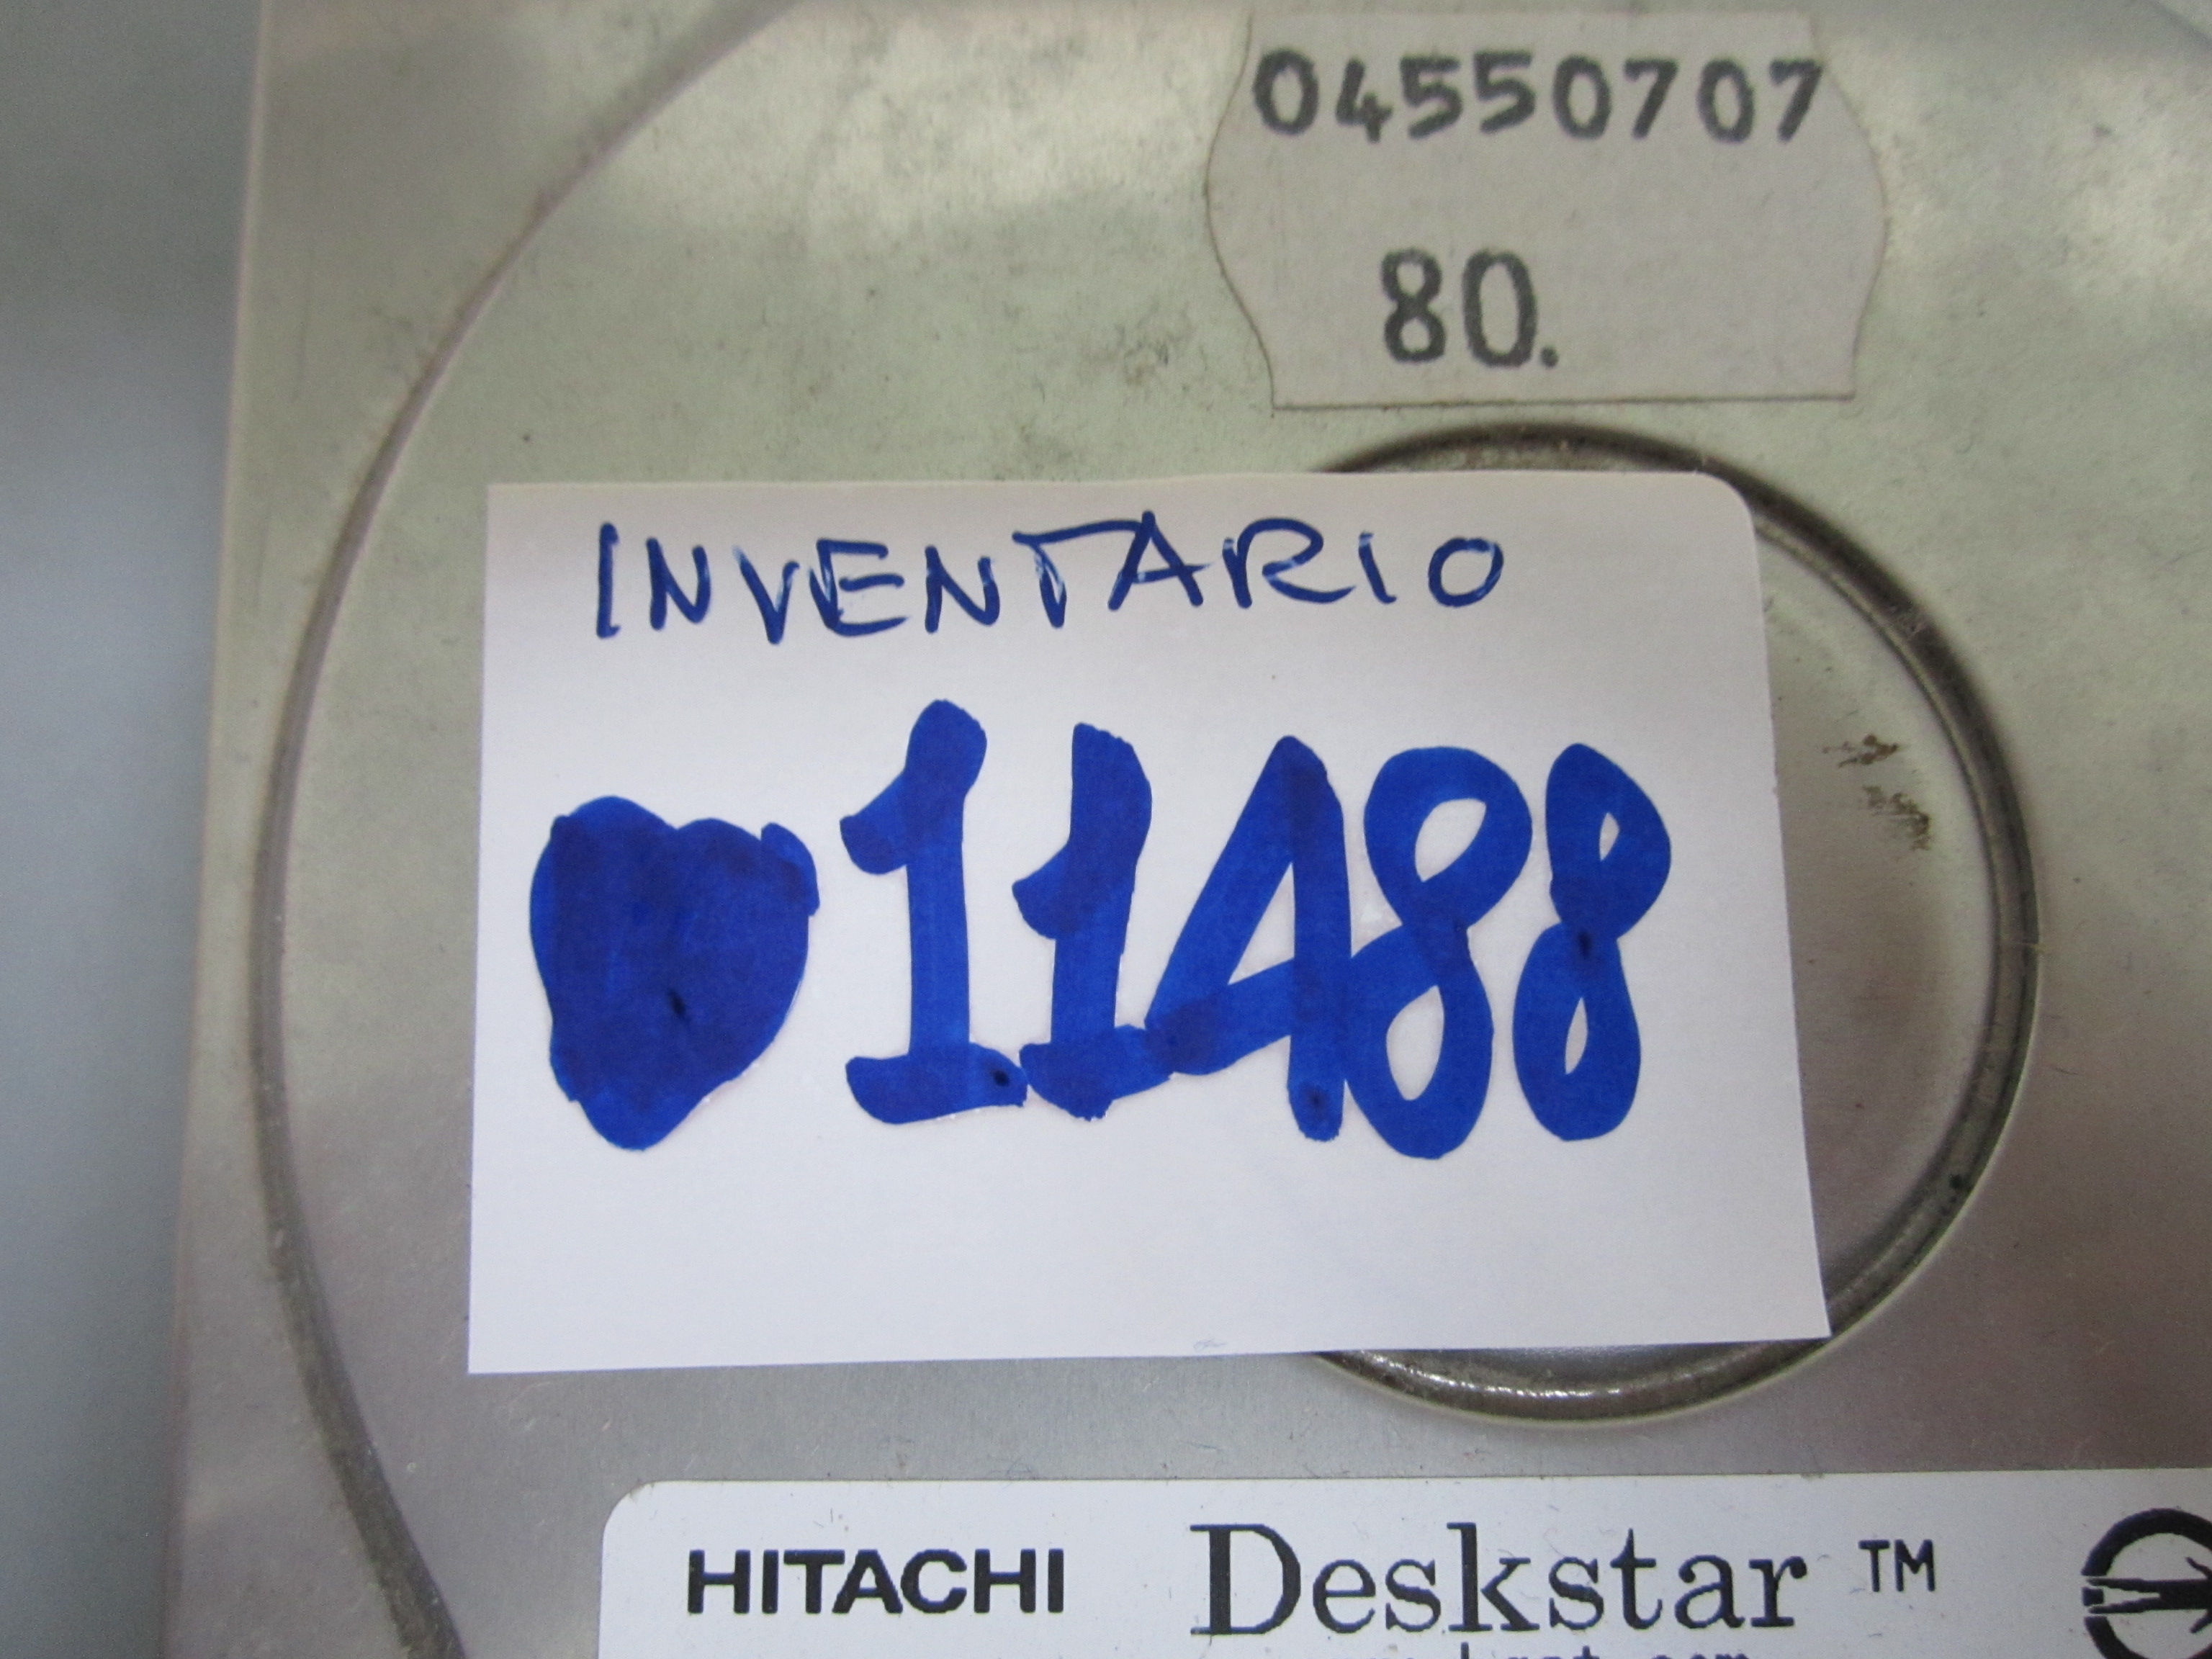 04550707
80.
INVENTARIO
11488
HITACHI Deskstar ™